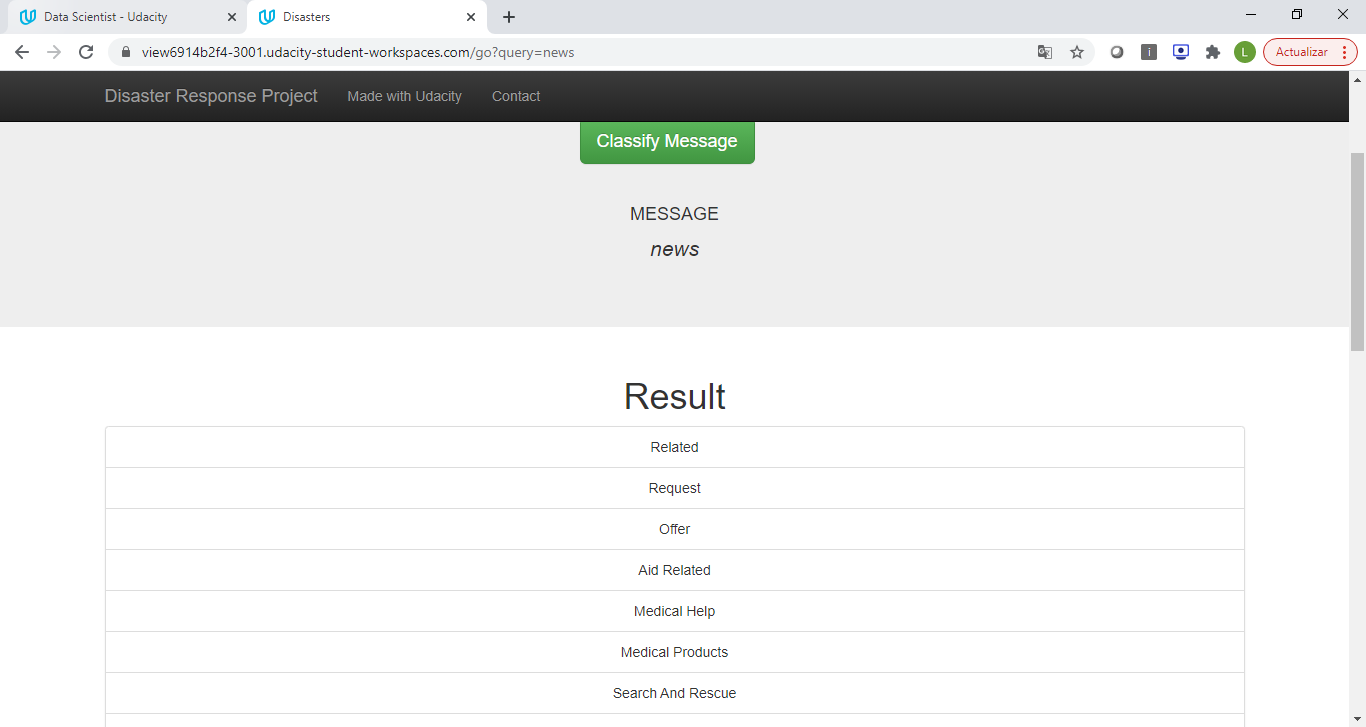 Data Scientist - Udacity
Disasters
view6914b2f4-3001.udacity-student-workspaces.com/go?query=news
i
L
Actualizar
Disaster Response Project
Made with Udacity
Contact
Classify Message
MESSAGE
news
Result
Related
Request
Offer
Aid Related
Medical Help
Medical Products
Search And Rescue